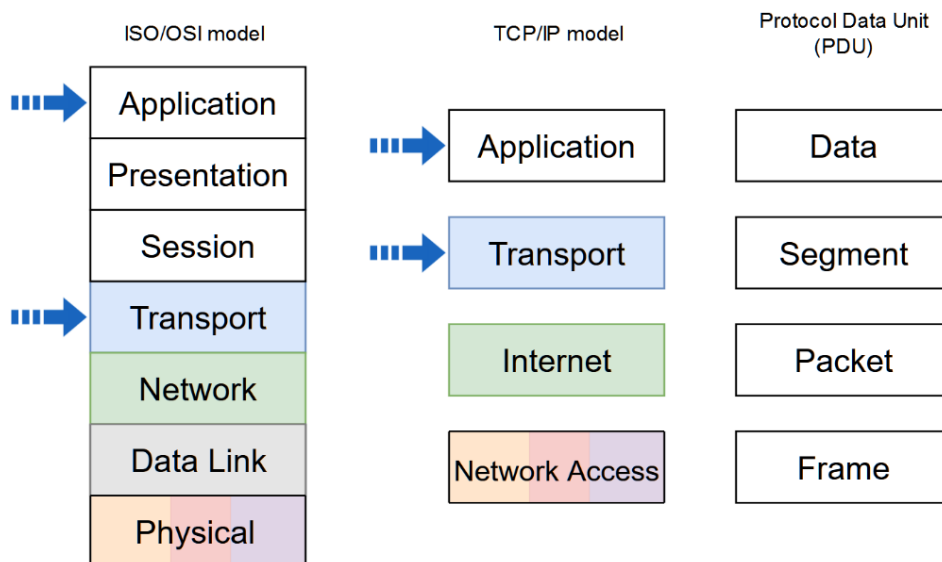 ISO/OSI model
Application
Presentation
Session
Transport
Network
Data Link
Physical
TCP/IP model
Application
Transport
Internet
Network Access
Protocol Data Unit
(PDU)
Data
Segment
Packet
Frame